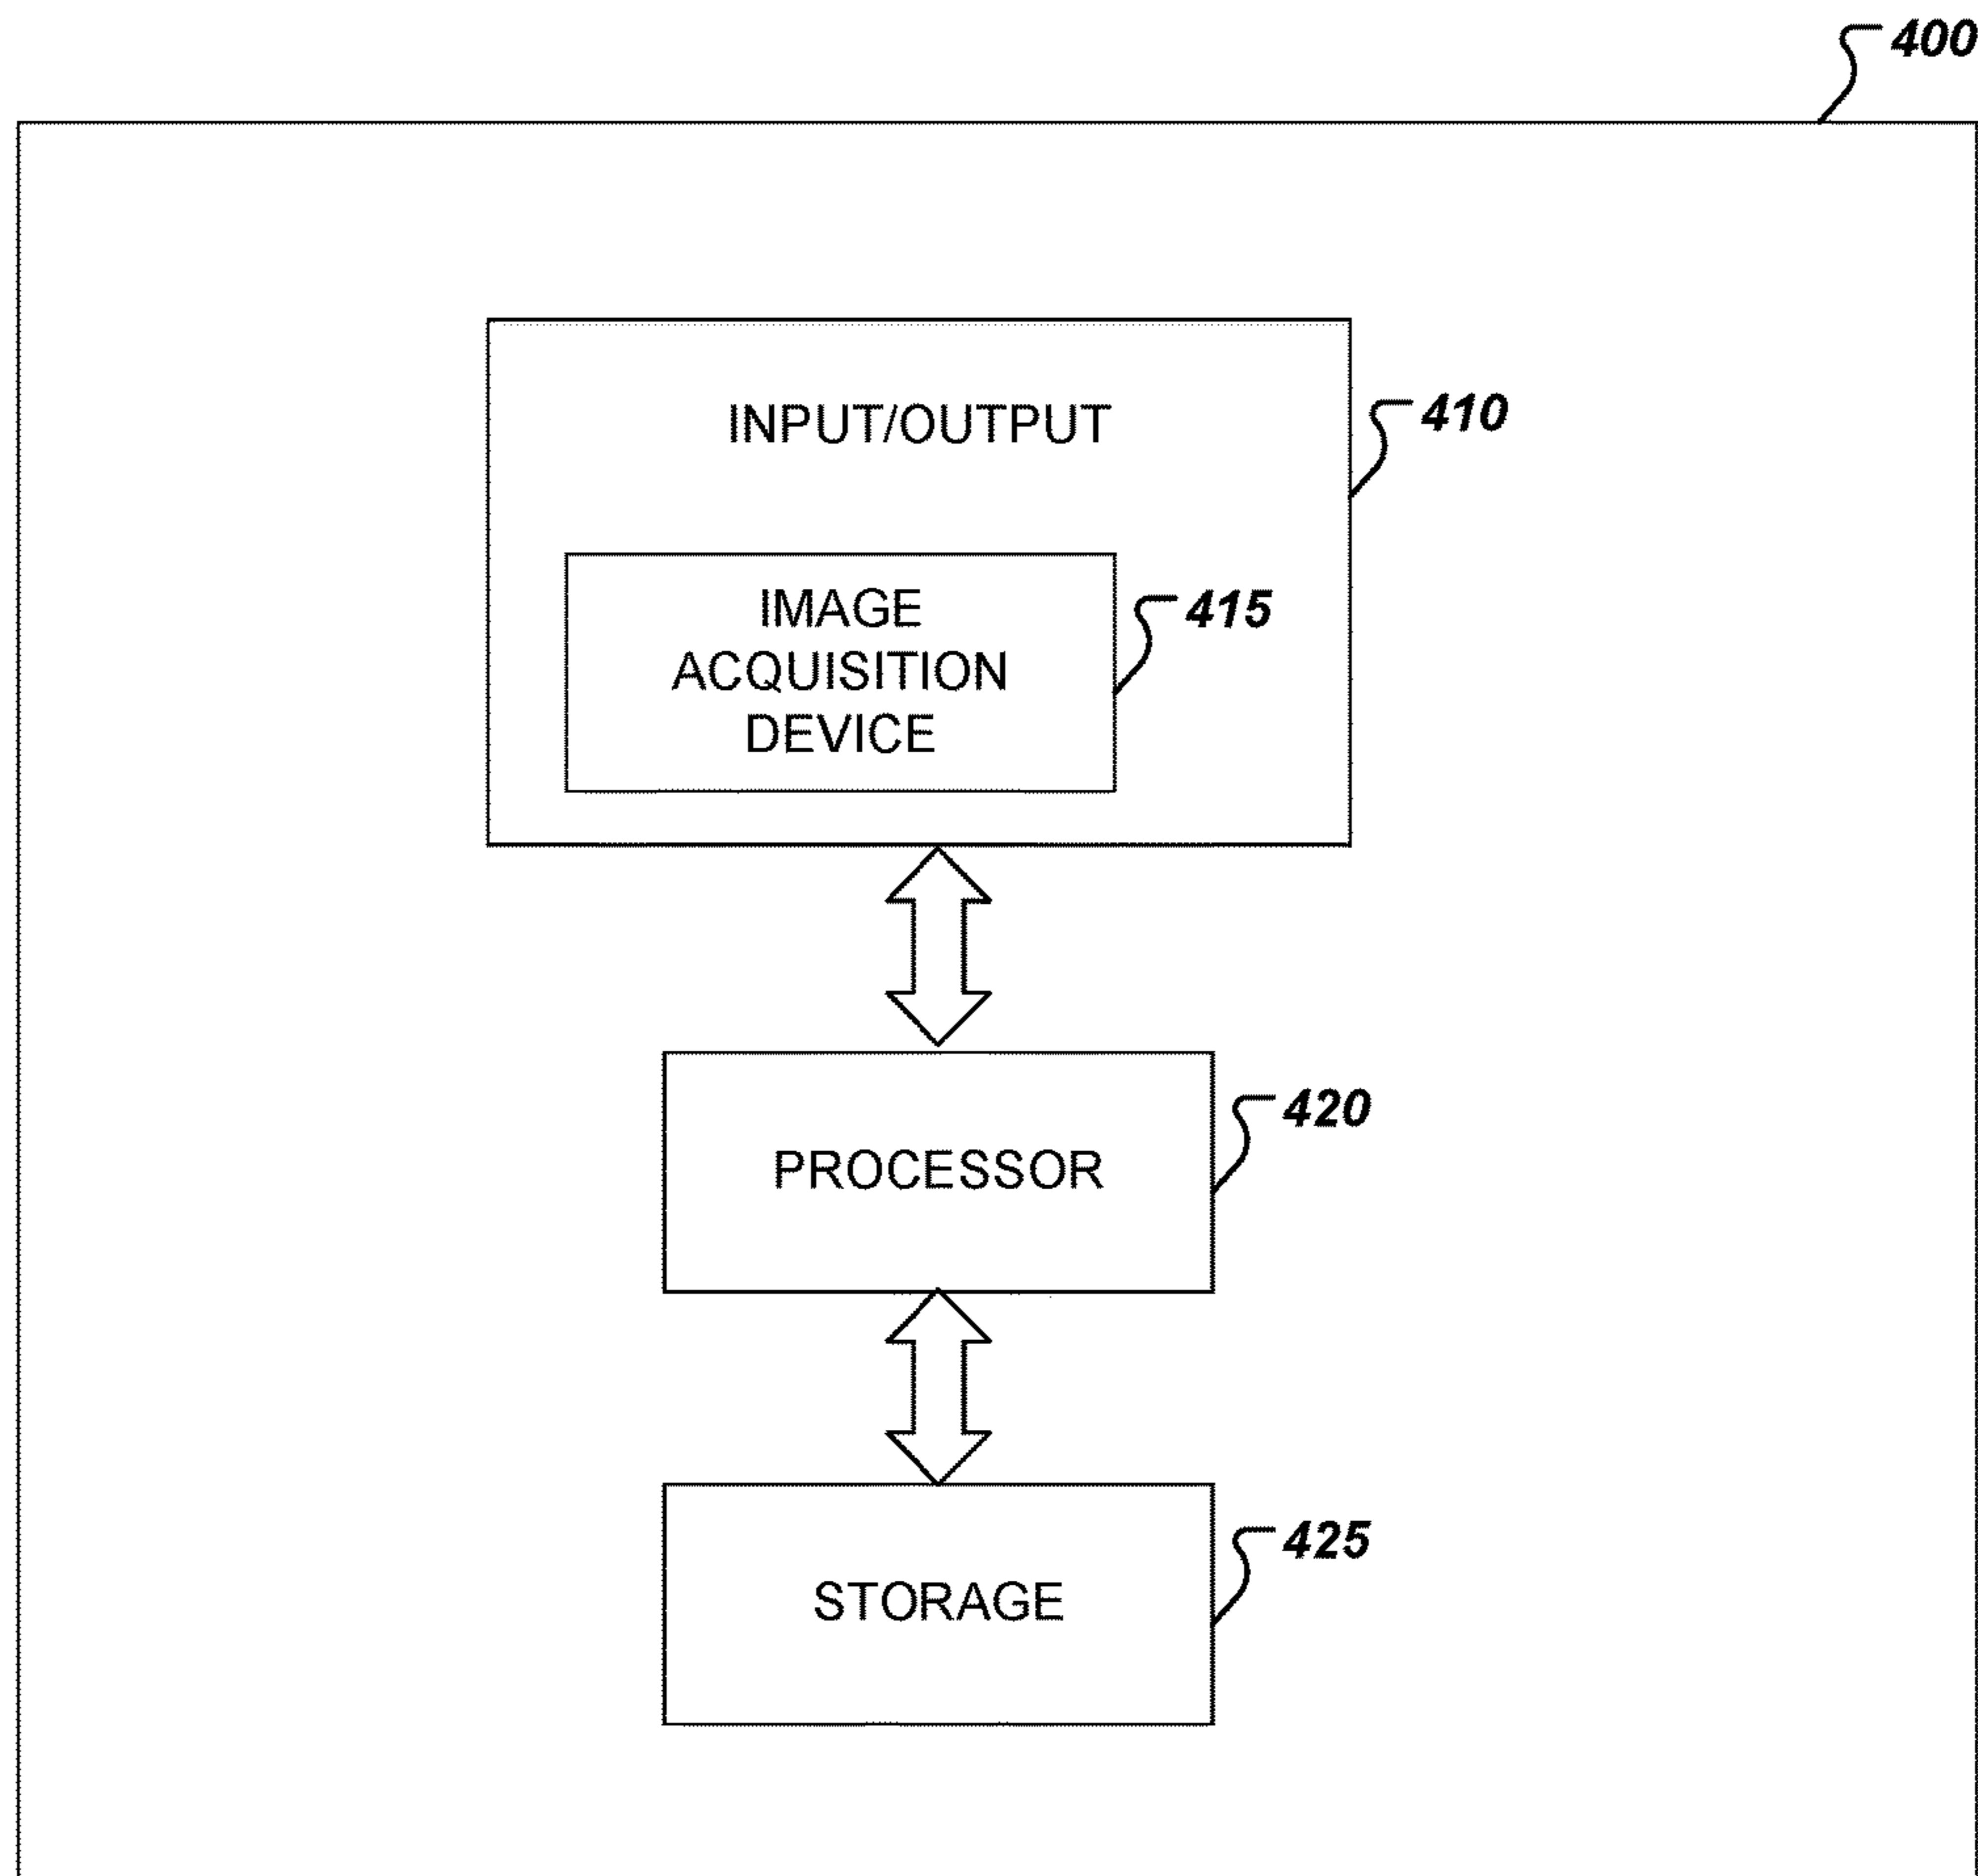 400
INPUT/OUTPUT
410
IMAGE
ACQUISITION
DEVICE
415
PROCESSOR
420
STORAGE
425